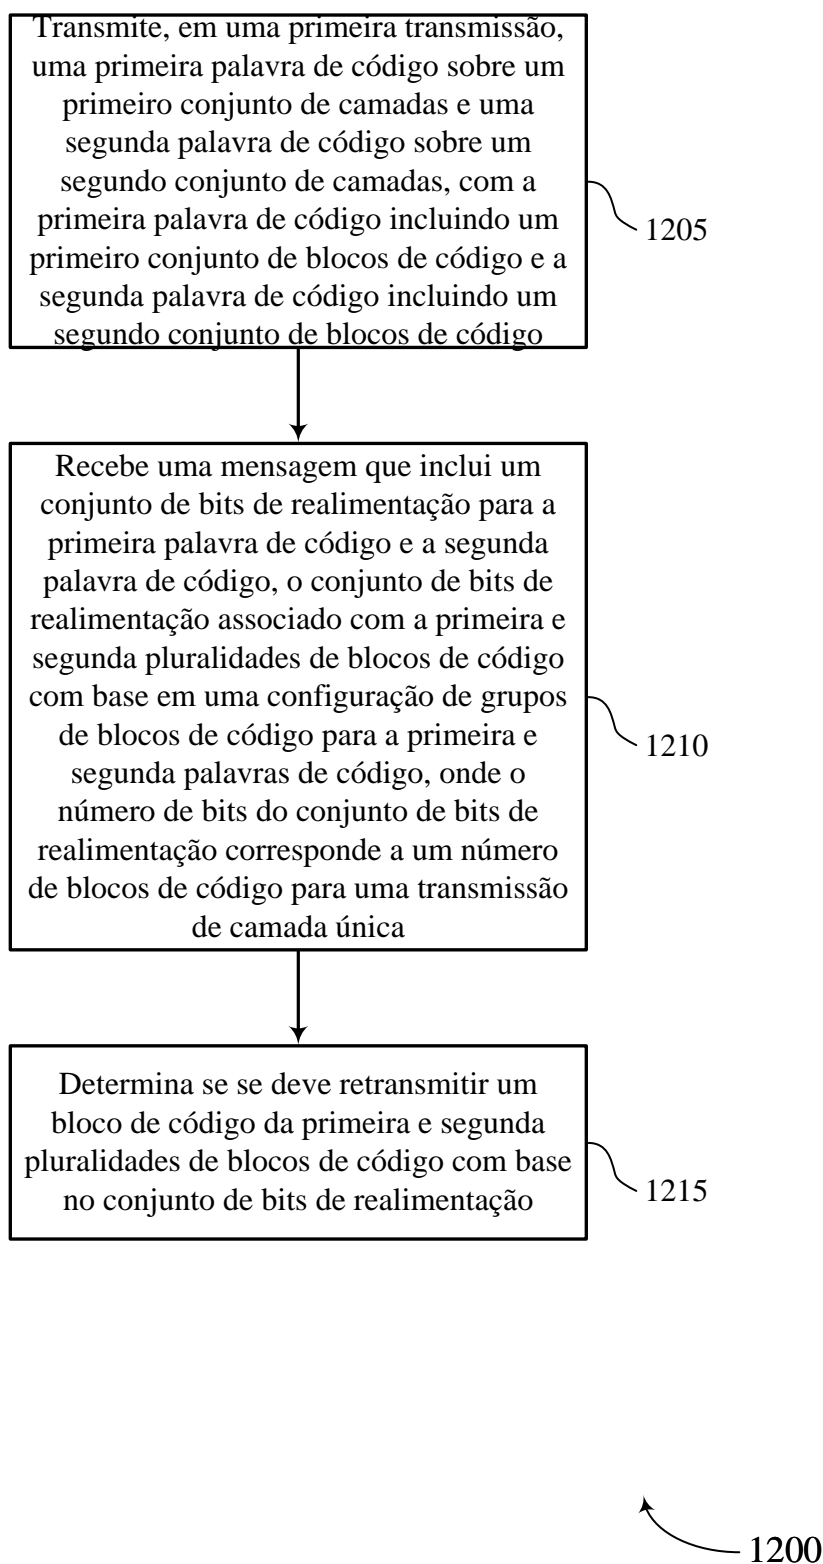 Transmite, em uma primeira transmissão,
uma primeira palavra de código sobre um
primeiro conjunto de camadas e uma
segunda palavra de código sobre um
segundo conjunto de camadas, com a
primeira palavra de código incluindo um
primeiro conjunto de blocos de código e a
segunda palavra de código incluindo um
segundo conjunto de blocos de código
1205
Recebe uma mensagem que inclui um
conjunto de bits de realimentação para a
primeira palavra de código e a segunda
palavra de código, o conjunto de bits de
realimentação associado com a primeira e
segunda pluralidades de blocos de código
com base em uma configuração de grupos
de blocos de código para a primeira e
segunda palavras de código, onde o
número de bits do conjunto de bits de
realimentação corresponde a um número
de blocos de código para uma transmissão
de camada única
1210
Determina se se deve retransmitir um
bloco de código da primeira e segunda
pluralidades de blocos de código com base
no conjunto de bits de realimentação
1215
1200